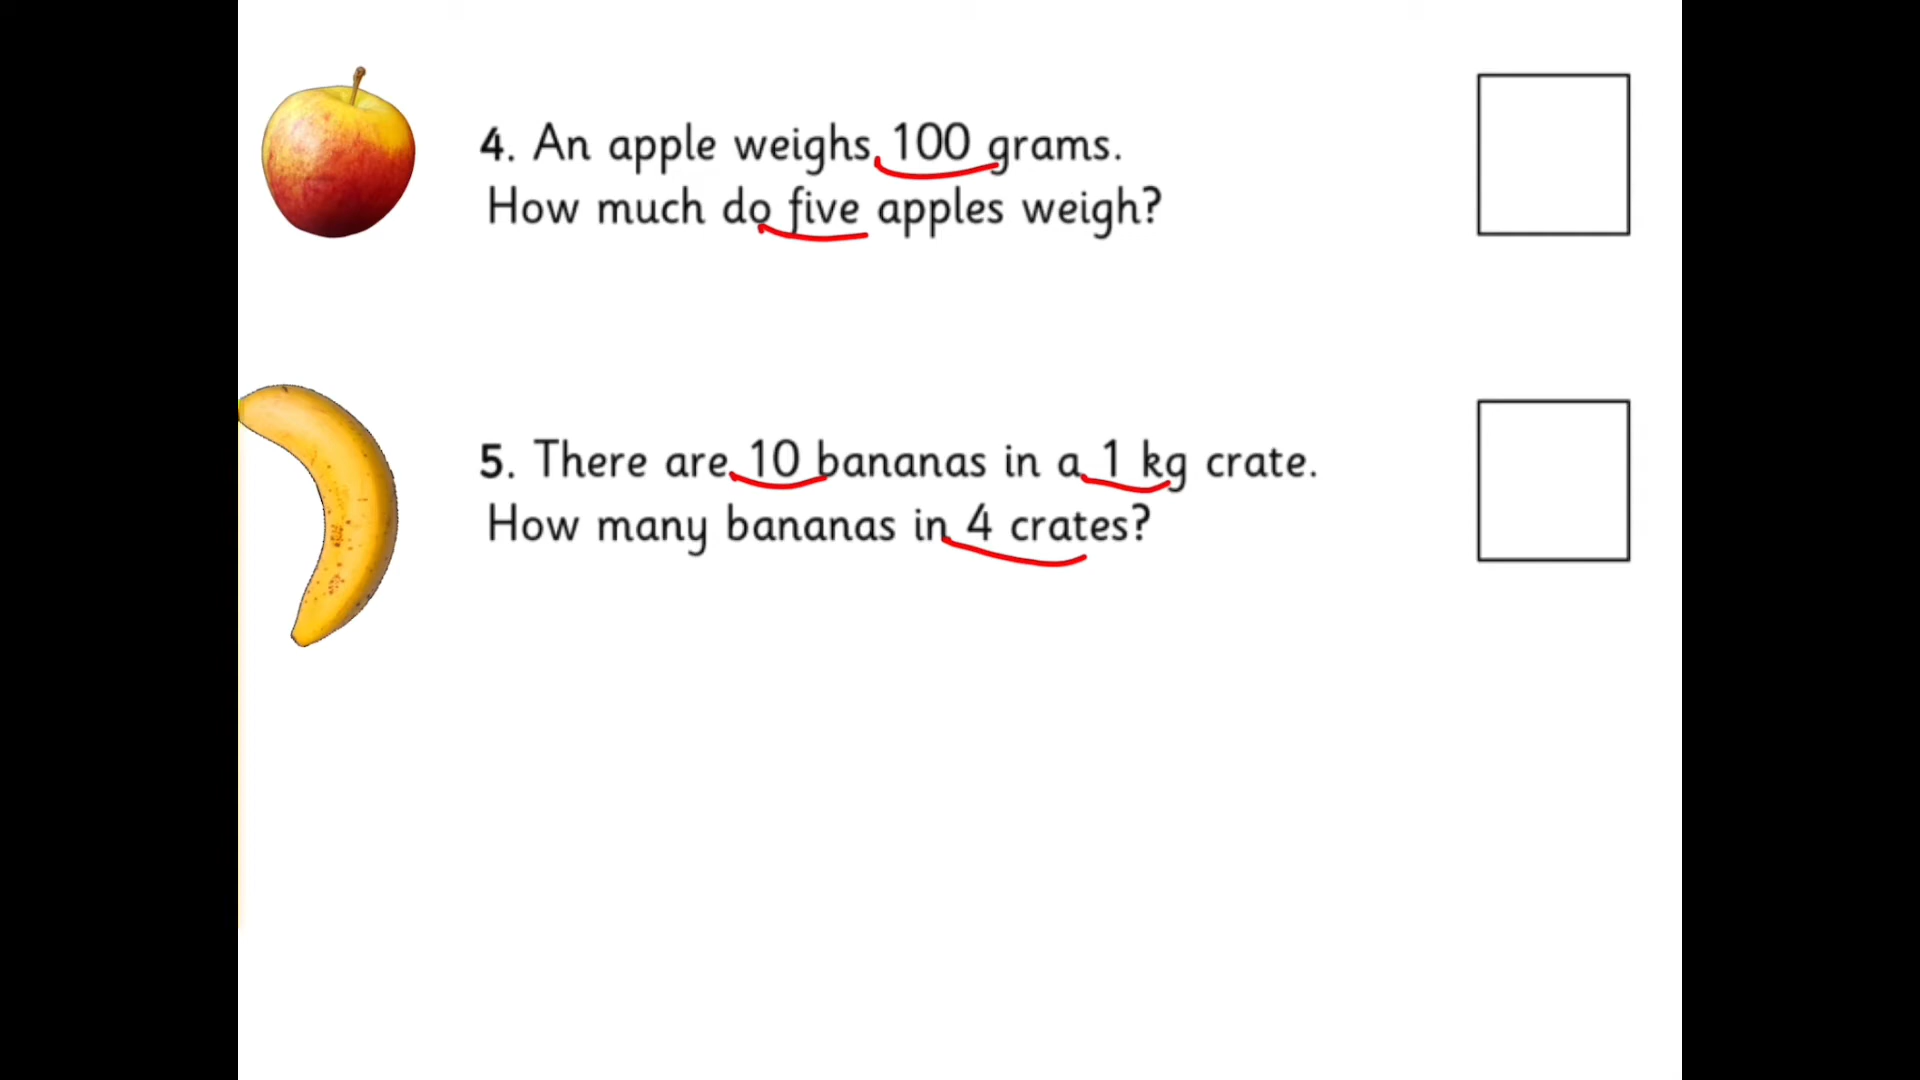 4. An apple weighs 100 grams.
How much do five apples weigh?
5. There are 10 bananas in a 1 kg crate.
How many bananas in 4 crates?